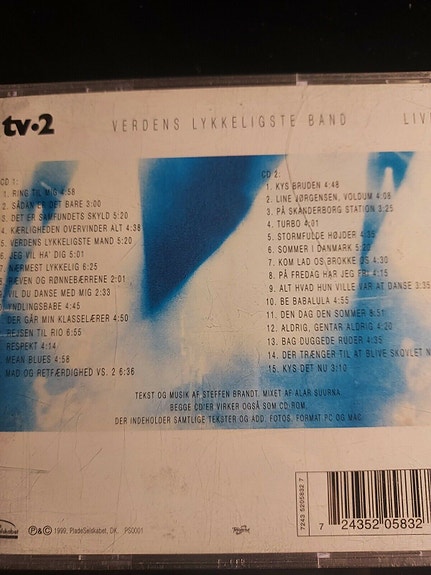 tv·2
VERDENS LYKKELIGSTE BAND
LIV
CD 1:
1. RING TIL MIG 4:58
2. SÅDAN ER DET BARE 3:00
3. DET ER SAMFUNDETS SKYLD 5:20
4. KÆRLIGHEDEN OVERVINDER ALT 4:38
5. VERDENS LYKKELIGSTE MAND 5:20
6. JEG VIL HA' DIG 5:01
7. NÆRMEST LYKKELIG 6:25
8. RÆVEN OG RØNNEBÆRRENE 2:01
9. VIL DU DANSE MED MIG 2:33
YNDLINGSBABE 4:45
DER GÅR MIN KLASSELÆRER 4:50
REJSEN TIL RIO 6:55
RESPEKT 4:14
MEAN BLUES 4:58
MAD OG RETFÆRDIGHED VS. 2 6:36
CD 2:
1. KYS BRUDEN 4:48
2. LINE JØRGENSEN, VOLDUM 4:08
3. PÅ SKANDERBORG STATION 3:25
4. TURBO 4:01
5. STORMFULDE HØJDER 4:35
6. SOMMER I DANMARK 5:20
7. KOM LAD OS BROKKE OS 4:30
8. PÅ FREDAG HAR JEG FRI 4:15
9. ALT HVAD HUN VILLE VAR AT DANSE 3:35
10. BE BABALULA 4:55
11. DEN DAG DEN SOMMER 8:51
12. ALDRIG, GENTAR ALDRIG 4:20
13. BAG DUGGEDE RUDER 4:35
14. DER TRÆNGER TIL AT BLIVE SKOVLET
15. KYS DET NU 3:10
TEKST OG MUSIK AF STEFFEN BRANDT. MIXET AF ALAR SUURNA.
BEGGE CD'ER VIRKER OGSÅ SOM CD-ROM.
DER INDEHOLDER SAMTLIGE TEKSTER OG ADD. FOTOS. FORMAT PC OG MAC
℗&© 1999, PladeSelskabet, DK. PS0001
7243 5205832 7
7 24352 05832